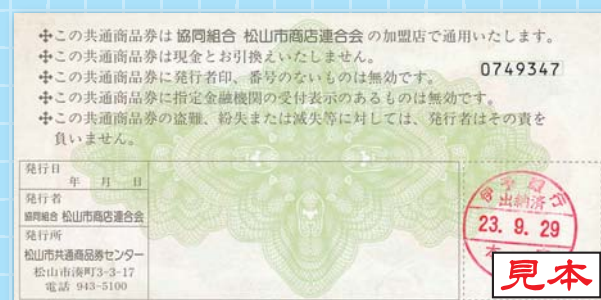 ✣この共通商品券は 協同組合 松山市商店連合会 の加盟店で通用いたします。
✣この共通商品券は現金とお引換えいたしません。
✣この共通商品券に発行者印、番号のないものは無効です。
0749347
✣この共通商品券に指定金融機関の受付表示のあるものは無効です。
✣この共通商品券の盗難、紛失または滅失等に対しては、発行者はその責を
負いません。
発行日
年 月 日
発行者
協同組合 松山市商店連合会
発行所
松山市共通商品券センター
松山市湊町3-3-17
電話 943-5100
伊予銀行
出納済
23. 9. 29
本
見本